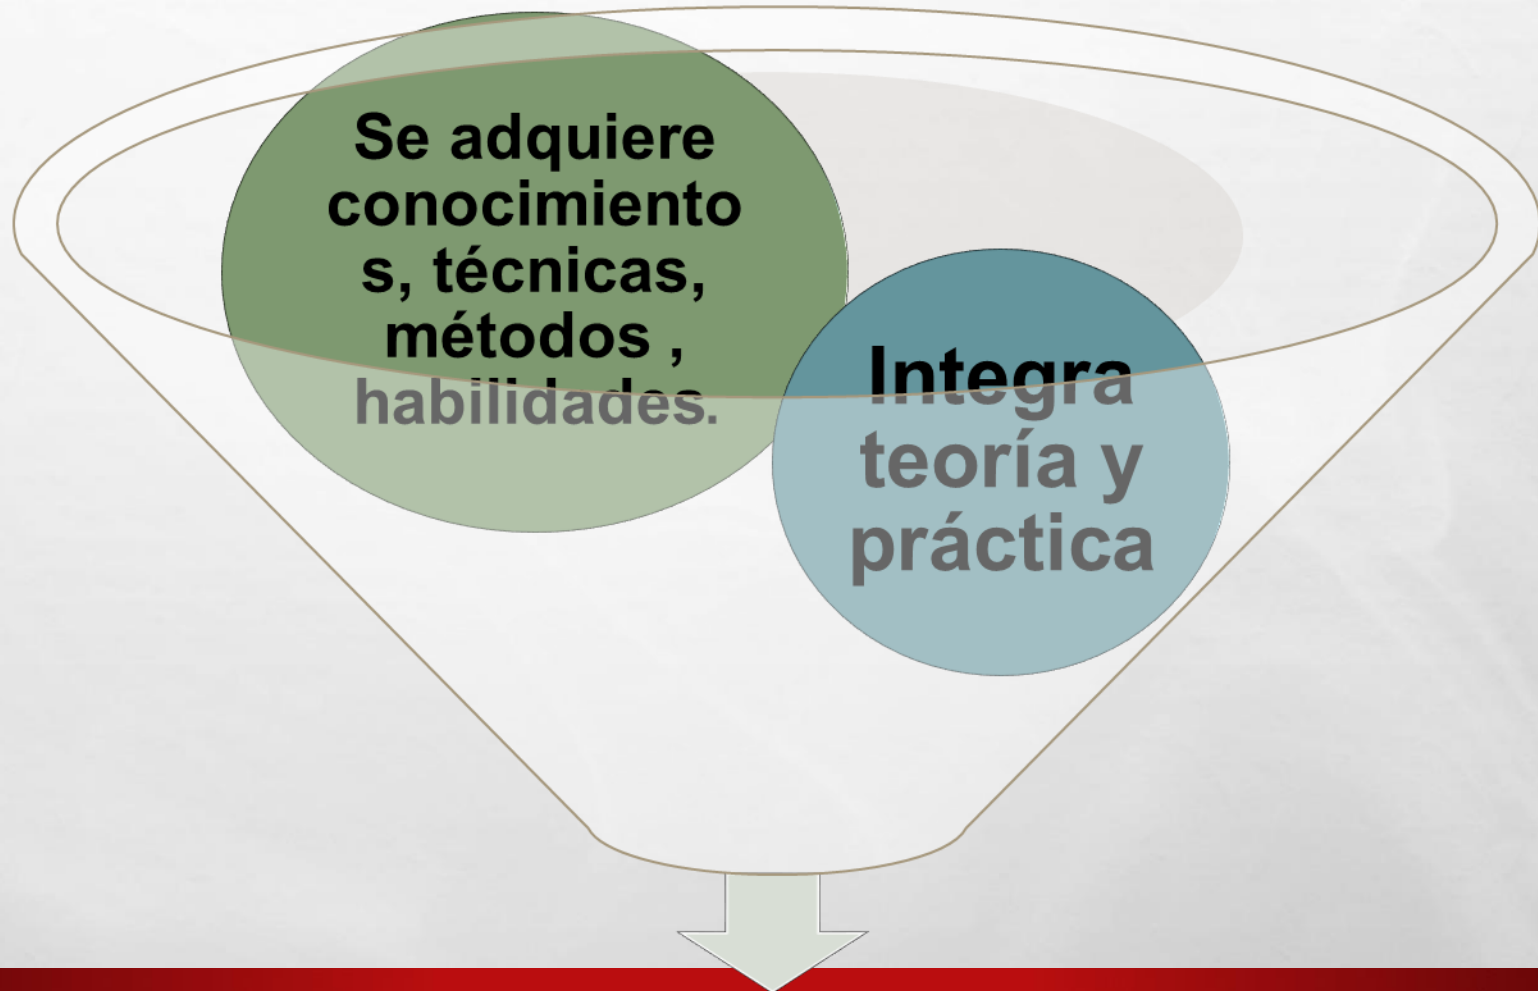 Se adquiere
conocimiento
s, técnicas,
métodos ,
habilidades.
Integra
teoría y
práctica